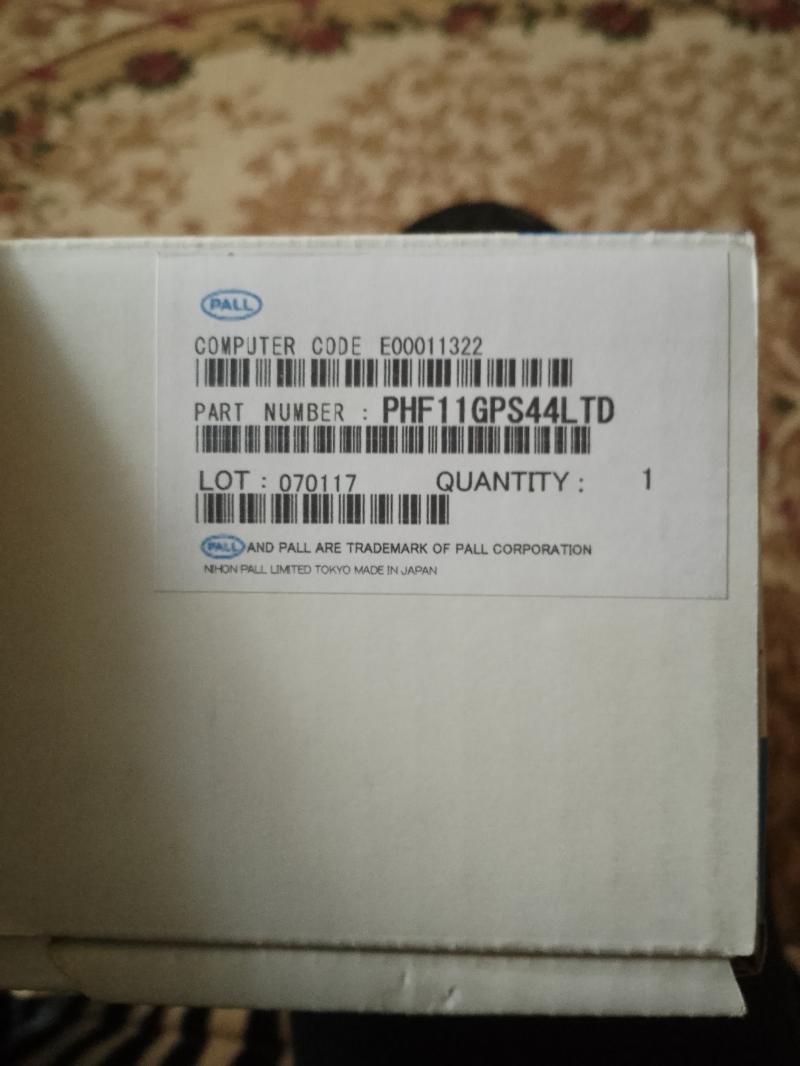 PALL
COMPUTER CODE E00011322
PART NUMBER : PHF11GPS44LTD
LOT : 070117 QUANTITY : 1
PALL AND PALL ARE TRADEMARK OF PALL CORPORATION
NIHON PALL LIMITED TOKYO MADE IN JAPAN